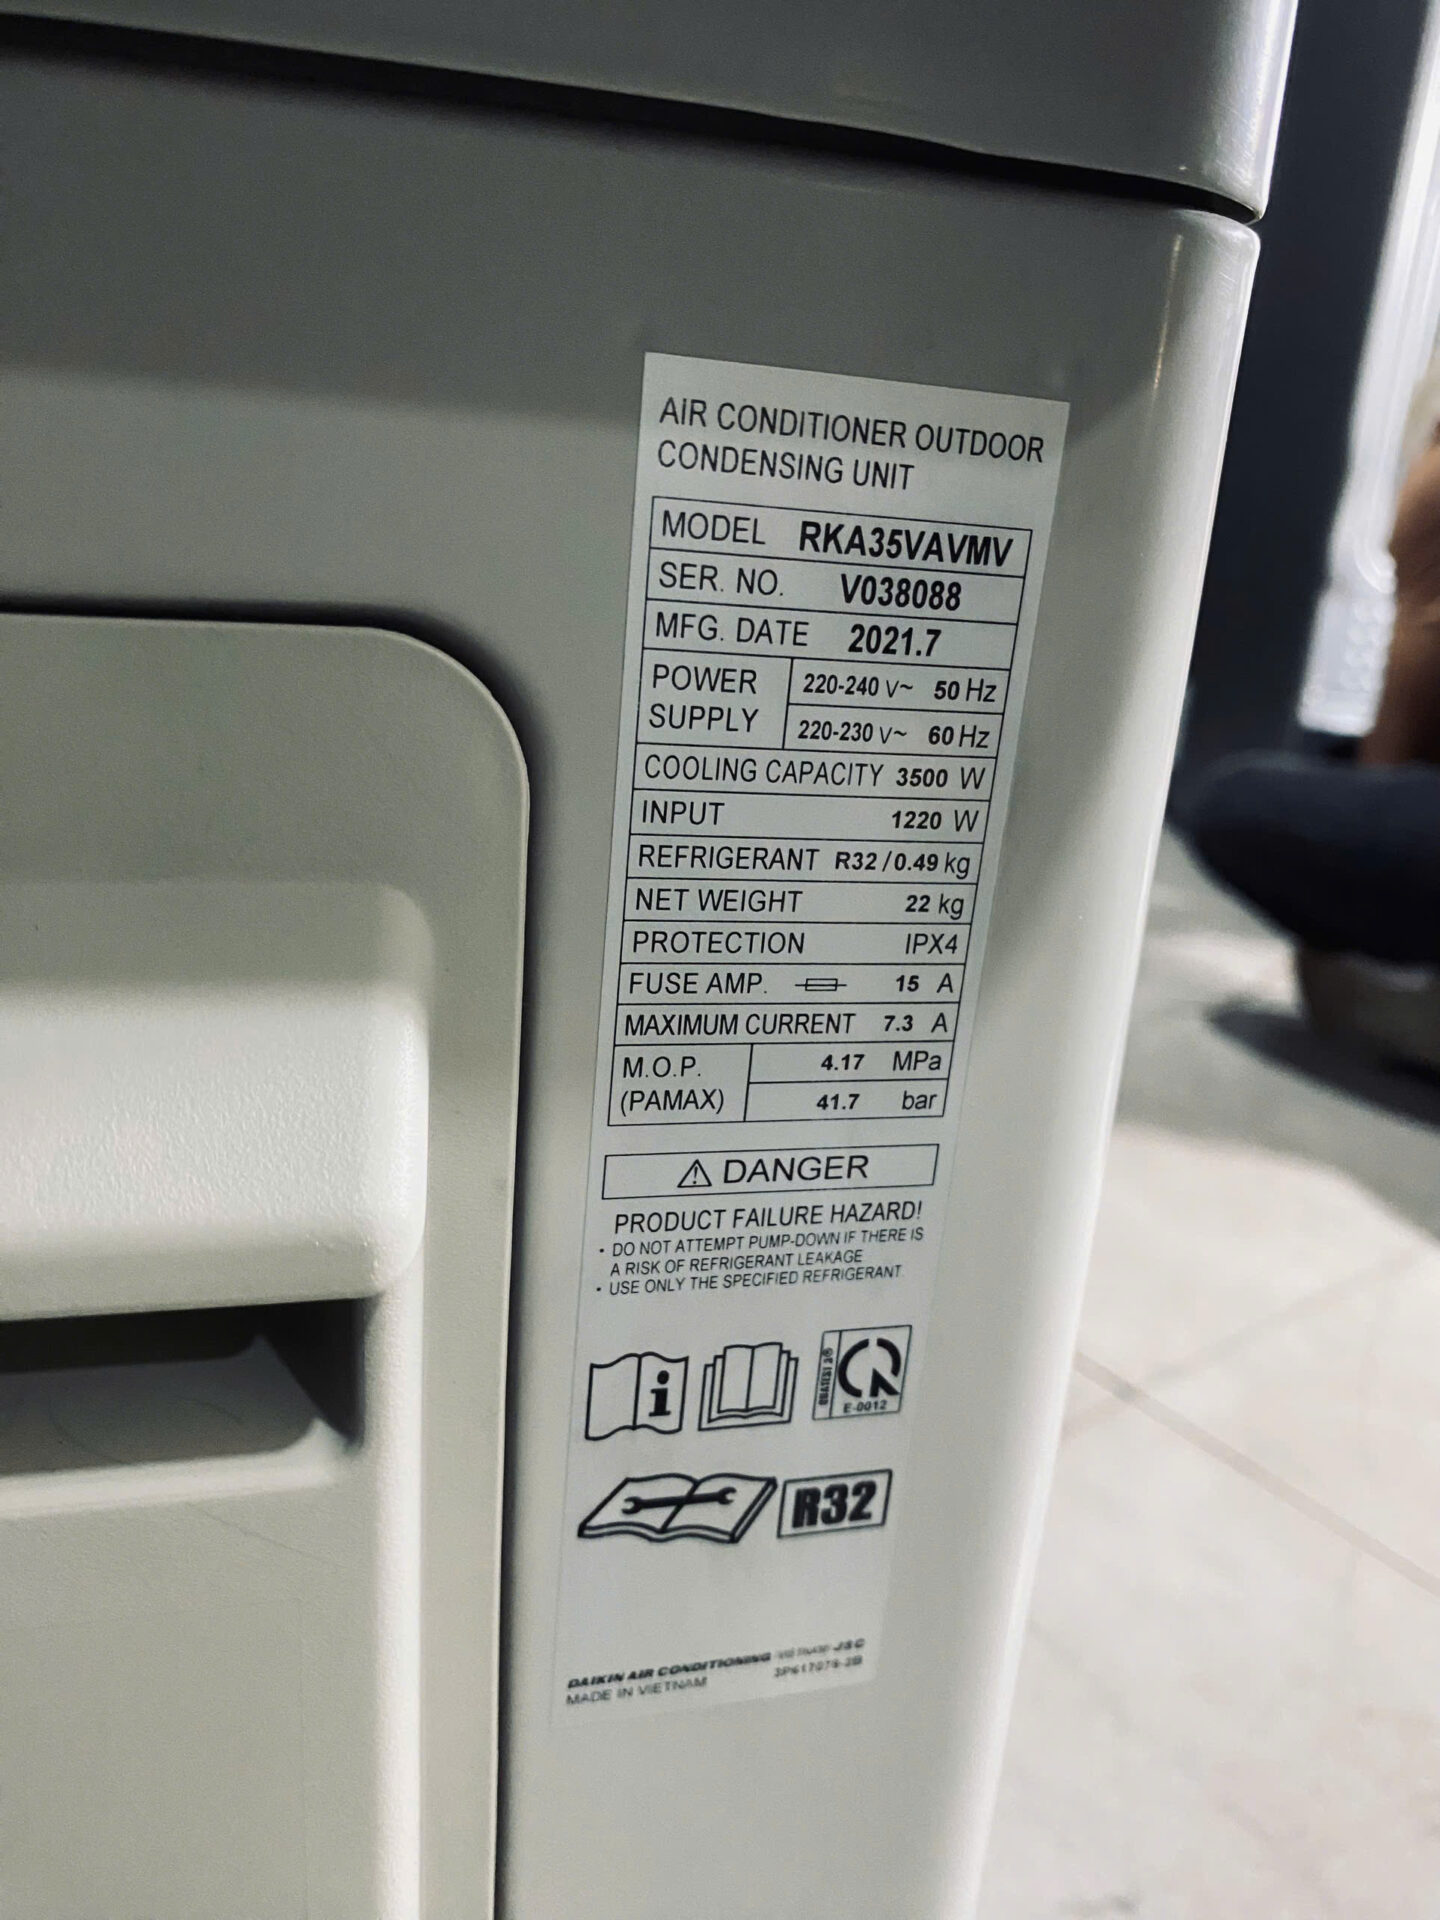 AIR CONDITIONER OUTDOOR
CONDENSING UNIT
MODEL RKA35VAVMV
SER. NO. V038088
MFG. DATE 2021.7
POWER SUPPLY 220-240 V~ 50 Hz
220-230 V~ 60 Hz
COOLING CAPACITY 3500 W
INPUT 1220 W
REFRIGERANT R32/0.49 kg
NET WEIGHT 22 kg
PROTECTION IPX4
FUSE AMP. 15 A
MAXIMUM CURRENT 7.3 A
M.O.P. 4.17 MPa
(PAMAX) 41.7 bar
⚠ DANGER
PRODUCT FAILURE HAZARD!
• DO NOT ATTEMPT PUMP-DOWN IF THERE IS
A RISK OF REFRIGERANT LEAKAGE
• USE ONLY THE SPECIFIED REFRIGERANT.
i
QUATEST 3®
E-0012
R32
DAIKIN AIR CONDITIONING (VIETNAM) JSC
MADE IN VIETNAM